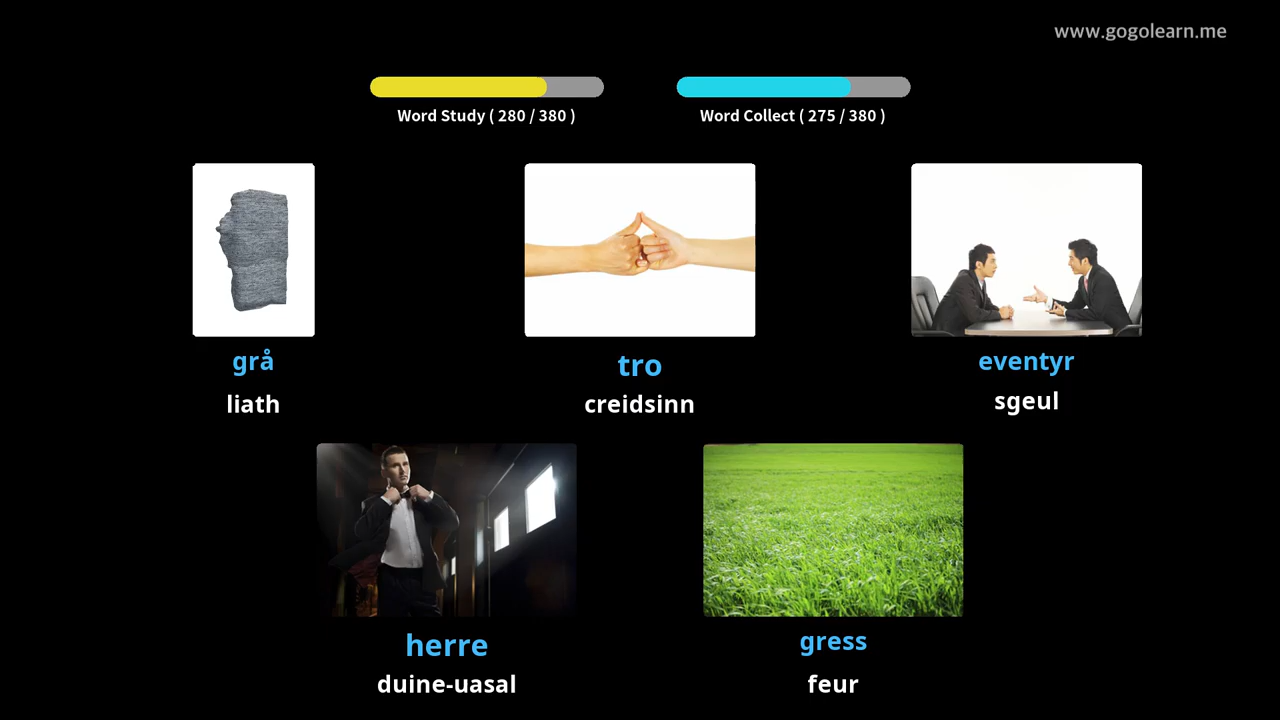 www.gogolearn.me
Word Study ( 280 / 380 )
Word Collect ( 275 / 380 )
grå
liath
tro
creidsinn
eventyr
sgeul
herre
duine-uasal
gress
feur